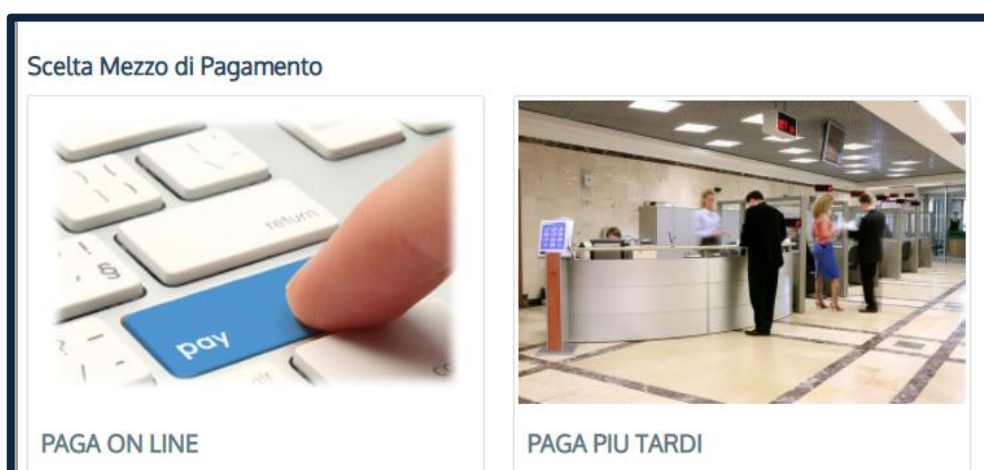 Scelta Mezzo di Pagamento
return
§
pay
PAGA ON LINE
PAGA PIU TARDI